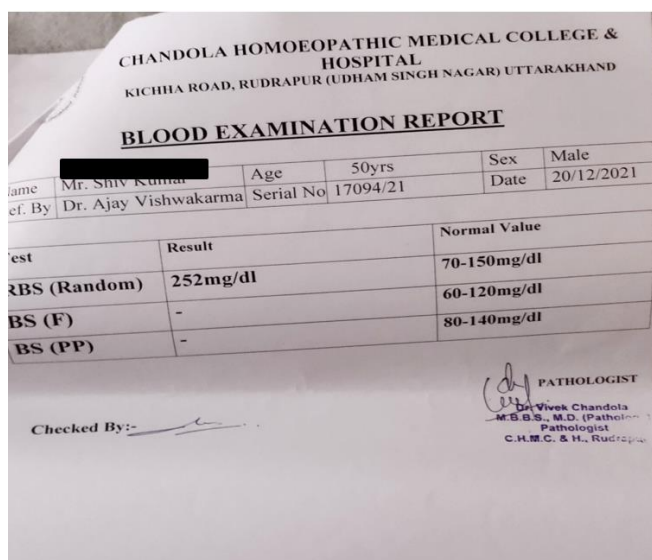 CHANDOLA HOMOEOPATHIC MEDICAL COLLEGE &
HOSPITAL
KICHHA ROAD, RUDRAPUR (UDHAM SINGH NAGAR) UTTARAKHAND
BLOOD EXAMINATION REPORT
ame Mr. Age 50yrs Sex Male
ef. By Dr. Ajay Vishwakarma Serial No 17094/21 Date 20/12/2021
est Result Normal Value
RBS (Random) 252mg/dl 70-150mg/dl
BS (F) - 60-120mg/dl
BS (PP) - 80-140mg/dl
PATHOLOGIST
Dr. Vivek Chandola
M.B.B.S., M.D. (Patholo
Pathologist
C.H.M.C. & H., Rudrap
Checked By:-